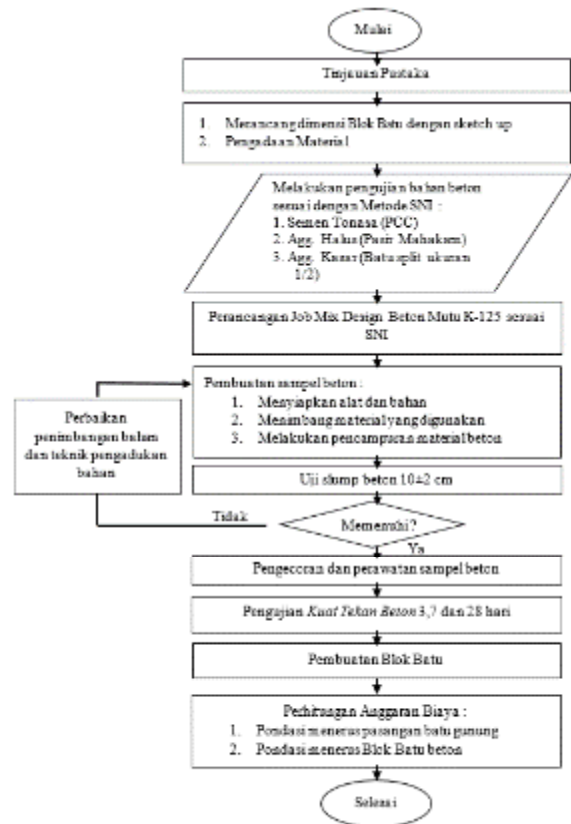 Mulai
Tinjauan Pustaka
1. Merancang dimensi Blok Batu dengan sketch up
2. Pengadaan Material
Melakukan pengujian bahan beton
sesuai dengan Metode SNI :
1. Semen Tonasa (PCC)
2. Agg. Halus (Pasir Mahakam)
3. Agg. Kasar (Batu split ukuran
1/2)
Perancangan Job Mix Design Beton Mutu K-125 sesuai
SNI
Pembuatan sampel beton :
1. Menyiapkan alat dan bahan
2. Menimbang material yang digunakan
3. Melakukan pencampuran material beton
Perbaikan
penimbangan bahan
dan teknik pengadukan
bahan
Uji slump beton 10±2 cm
Tidak
Memenuhi?
Ya
Pengecoran dan perawatan sampel beton
Pengujian Kuat Tekan Beton 3,7 dan 28 hari
Pembuatan Blok Batu
Perhitungan Anggaran Biaya :
1. Pondasi menerus pasangan batu gunung
2. Pondasi menerus Blok Batu beton
Selesai